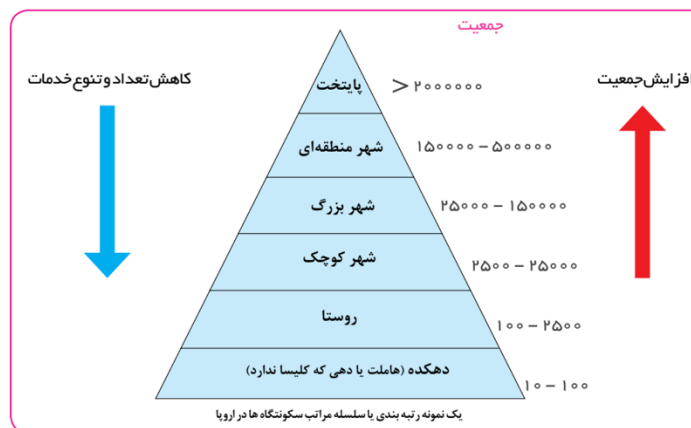 جمعیت
افزایش جمعیت
کاهش تعداد و تنوع خدمات
پایتخت
> ۲۰۰۰۰۰۰
شهر منطقه‌ای
۱۵۰۰۰۰ – ۵۰۰۰۰۰
شهر بزرگ
۲۵۰۰۰ – ۱۵۰۰۰۰
شهر کوچک
۲۵۰۰ – ۲۵۰۰۰
روستا
۱۰۰ – ۲۵۰۰
دهکده (هاملت یا دهی که کلیسا ندارد)
۱۰ – ۱۰۰
یک نمونه رتبه بندی یا سلسله مراتب سکونتگاه ها در اروپا